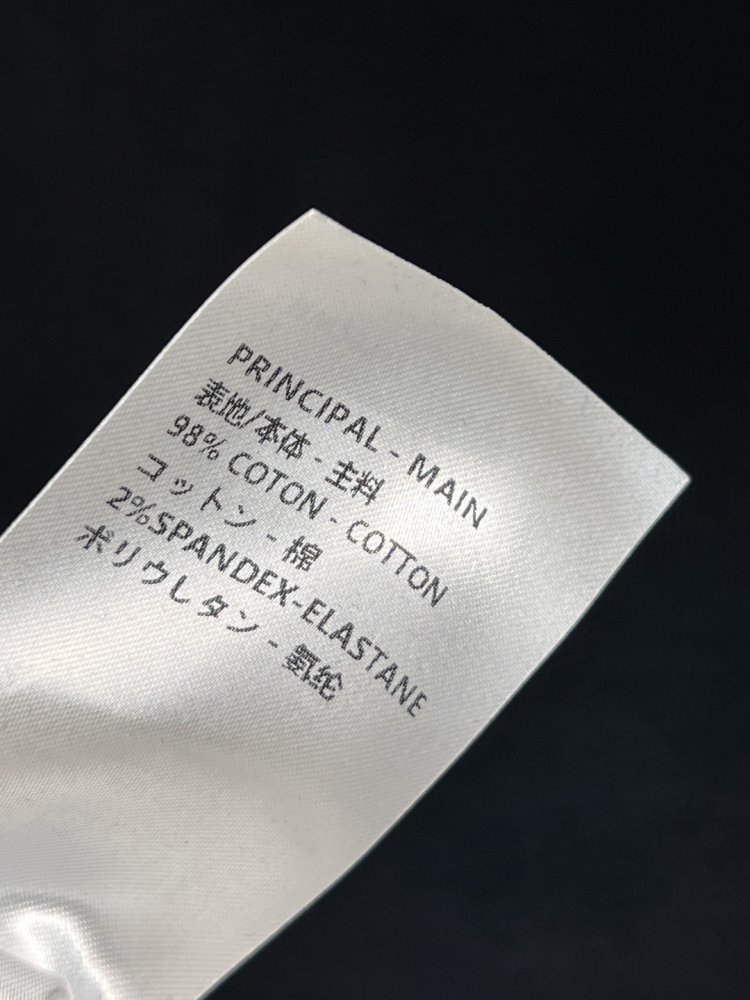 PRINCIPAL - MAIN
表地/本体 - 主料
98% COTON - COTTON
コットン - 棉
2%SPANDEX-ELASTANE
ポリウレタン - 氨纶